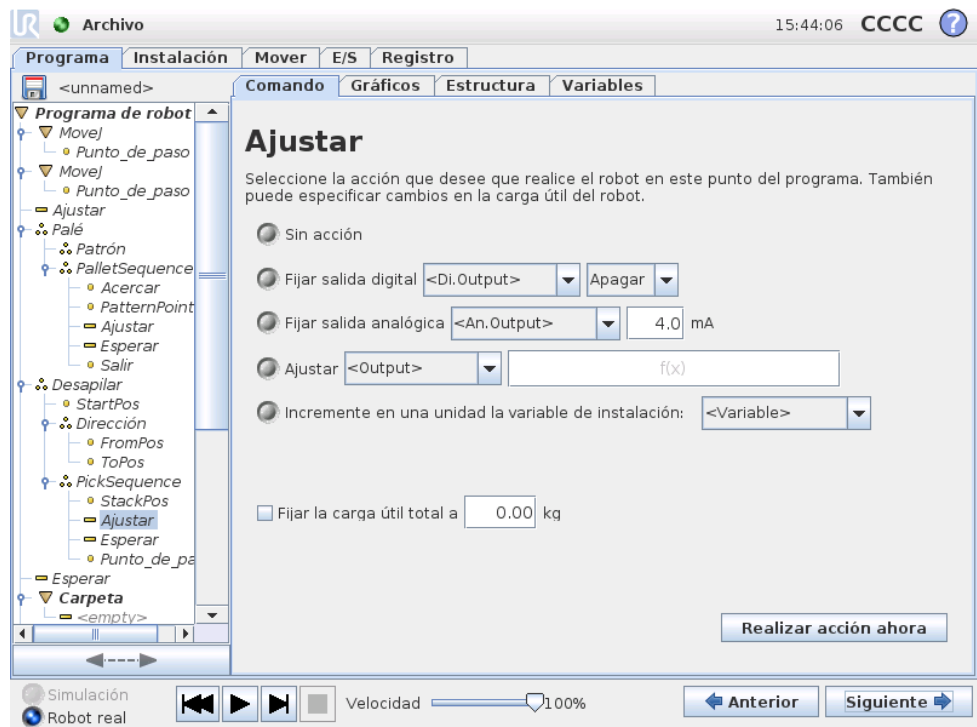 UR Archivo 15:44:06 CCCC ?
Programa Instalación Mover E/S Registro
<unnamed>
Comando Gráficos Estructura Variables
Programa de robot
MoveJ
Punto_de_paso
MoveJ
Punto_de_paso
Ajustar
Palé
Patrón
PalletSequence
Acercar
PatternPoint
Ajustar
Esperar
Salir
Desapilar
StartPos
Dirección
FromPos
ToPos
PickSequence
StackPos
Ajustar
Esperar
Punto_de_pa
Esperar
Carpeta
<empty>
Ajustar
Seleccione la acción que desee que realice el robot en este punto del programa. También
puede especificar cambios en la carga útil del robot.
Sin acción
Fijar salida digital <Di.Output> Apagar
Fijar salida analógica <An.Output> 4.0 mA
Ajustar <Output> f(x)
Incremente en una unidad la variable de instalación: <Variable>
Fijar la carga útil total a 0.00 kg
Realizar acción ahora
Simulación
Robot real
Velocidad 100%
Anterior Siguiente